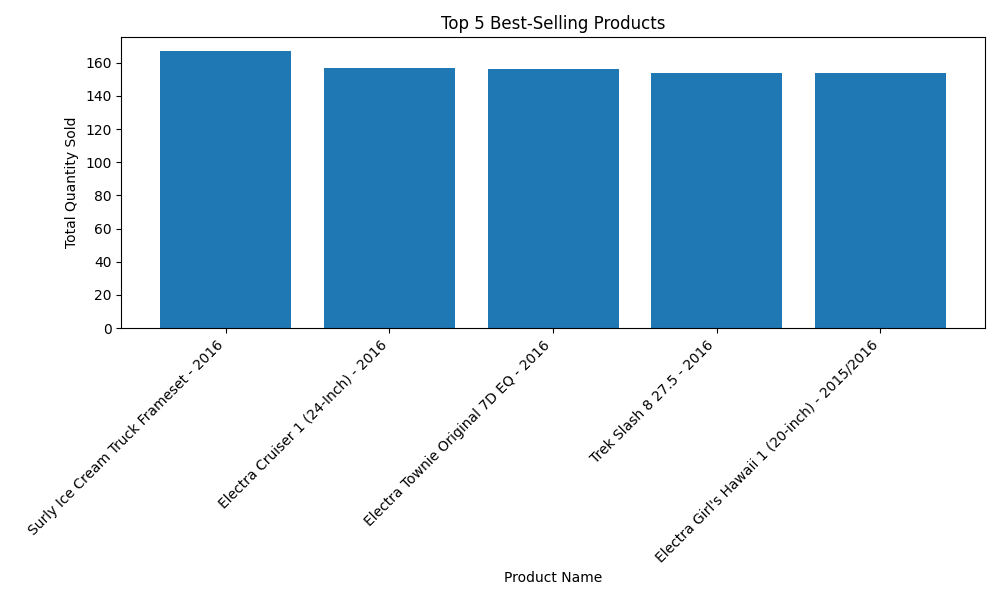 Top 5 Best-Selling Products
Total Quantity Sold
160
140
120
100
80
60
40
20
0
Surly Ice Cream Truck Frameset - 2016
Electra Cruiser 1 (24-Inch) - 2016
Electra Townie Original 7D EQ - 2016
Trek Slash 8 27.5 - 2016
Electra Girl's Hawaii 1 (20-inch) - 2015/2016
Product Name